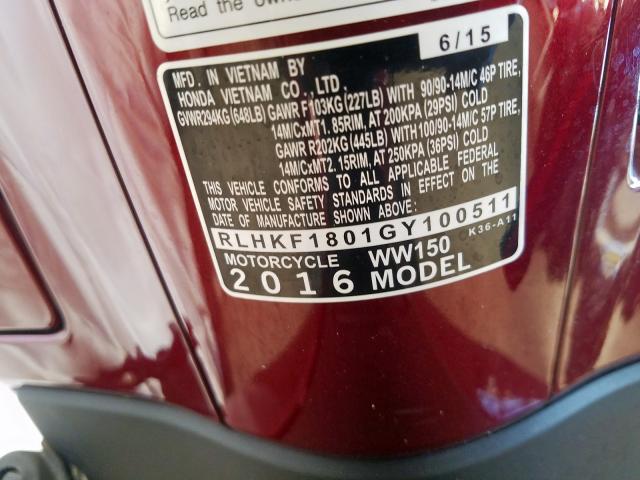 Read the Own
6/15
MFD. IN VIETNAM BY
HONDA VIETNAM CO., LTD.
GVWR294KG (648LB) GAWR F103KG (227LB) WITH 90/90-14M/C 46P TIRE,
14M/CxMT1. 85RIM, AT 200KPA (29PSI) COLD
GAWR R202KG (445LB) WITH 100/90-14M/C 57P TIRE,
14M/CxMT2. 15RIM, AT 250KPA (36PSI) COLD
THIS VEHICLE CONFORMS TO ALL APPLICABLE FEDERAL
MOTOR VEHICLE SAFETY STANDARDS IN EFFECT ON THE
DATE OF MANUFACTURE SHOWN ABOVE.
RLHKF1801GY100511
MOTORCYCLE WW150 K36-A11
2016 MODEL